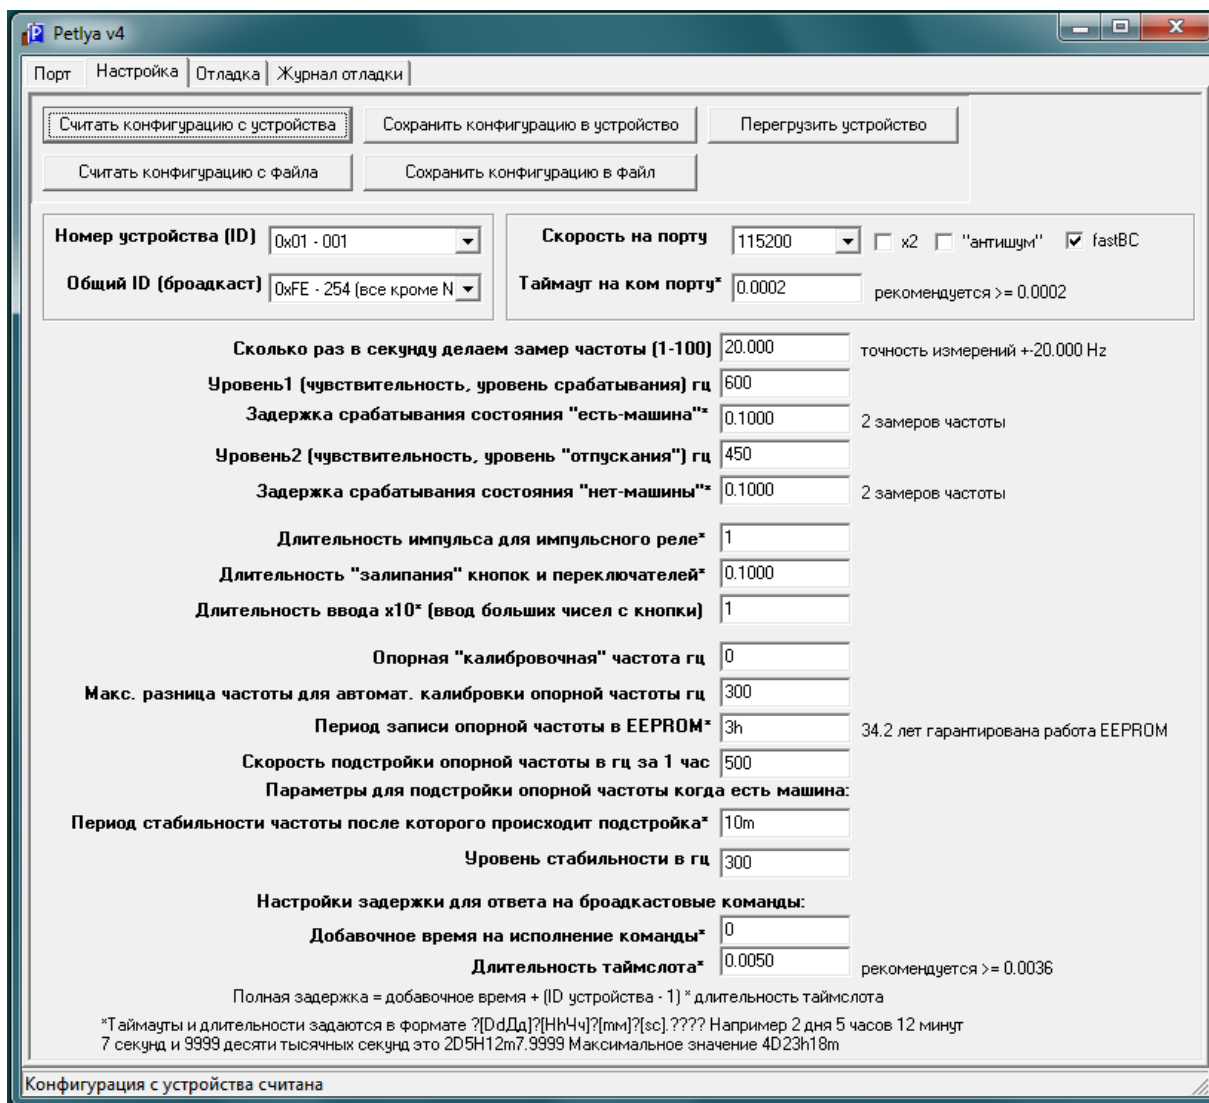 Petlya v4
Порт Настройка Отладка Журнал отладки
Считать конфигурацию с устройства Сохранить конфигурацию в устройство Перегрузить устройство
Считать конфигурацию с файла Сохранить конфигурацию в файл
Номер устройства (ID) 0x01 - 001 Скорость на порту 115200 x2 "антишум" fastBC
Общий ID (броадкаст) 0xFE - 254 (все кроме N Таймаут на ком порту* 0.0002 рекомендуется >= 0.0002
Сколько раз в секунду делаем замер частоты (1-100) 20.000 точность измерений +-20.000 Hz
Уровень1 (чувствительность, уровень срабатывания) гц 600
Задержка срабатывания состояния "есть-машина"* 0.1000 2 замеров частоты
Уровень2 (чувствительность, уровень "отпускания") гц 450
Задержка срабатывания состояния "нет-машины"* 0.1000 2 замеров частоты
Длительность импульса для импульсного реле* 1
Длительность "залипания" кнопок и переключателей* 0.1000
Длительность ввода x10* (ввод больших чисел с кнопки) 1
Опорная "калибровочная" частота гц 0
Макс. разница частоты для автомат. калибровки опорной частоты гц 300
Период записи опорной частоты в EEPROM* 3h 34.2 лет гарантирована работа EEPROM
Скорость подстройки опорной частоты в гц за 1 час 500
Параметры для подстройки опорной частоты когда есть машина:
Период стабильности частоты после которого происходит подстройка* 10m
Уровень стабильности в гц 300
Настройки задержки для ответа на броадкастовые команды:
Добавочное время на исполнение команды* 0
Длительность таймслота* 0.0050 рекомендуется >= 0.0036
Полная задержка = добавочное время + (ID устройства - 1) * длительность таймслота
*Таймауты и длительности задаются в формате ?[DdДд]?[HhЧч]?[mм]?[sc].???? Например 2 дня 5 часов 12 минут
7 секунд и 9999 десяти тысячных секунд это 2D5H12m7.9999 Максимальное значение 4D23h18m
Конфигурация с устройства считана